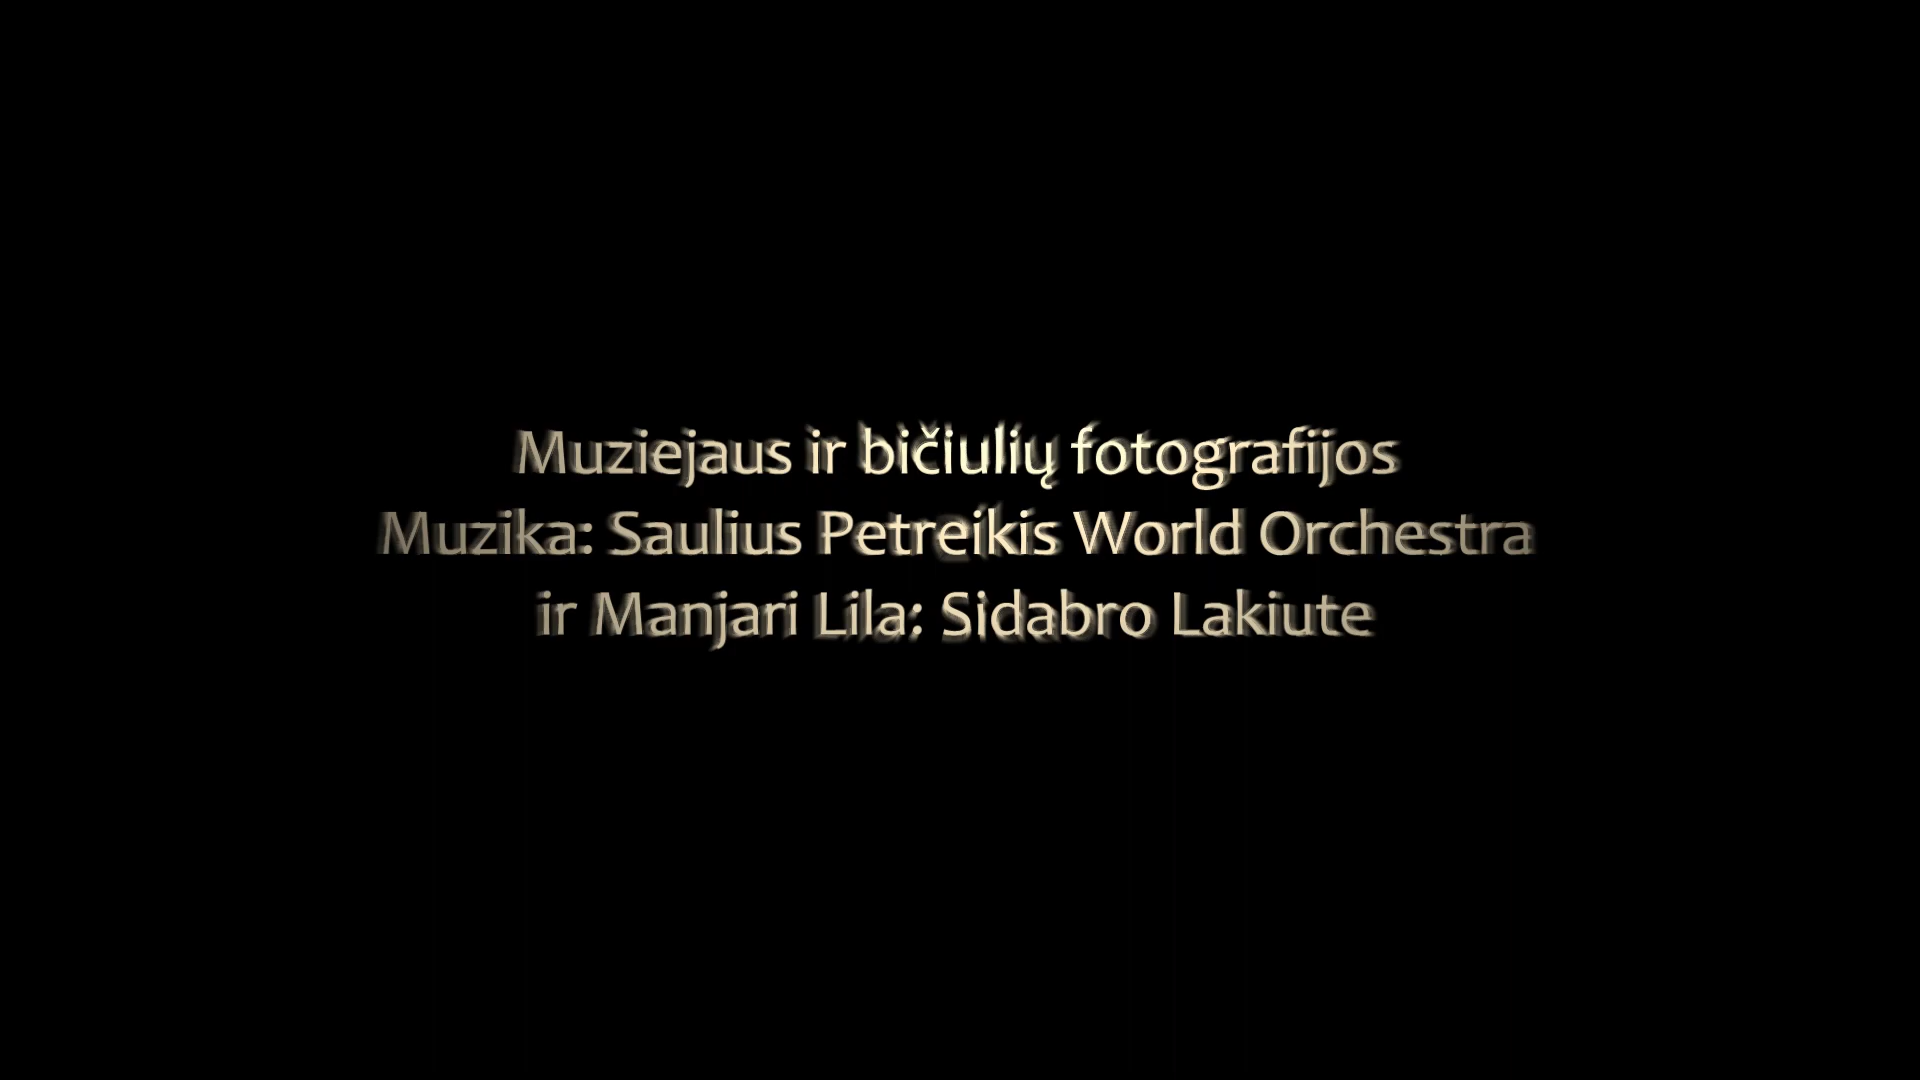 Muziejaus ir bičiulių fotografijos
Muzika: Saulius Petreikis World Orchestra
ir Manjari Lila: Sidabro Lakiute